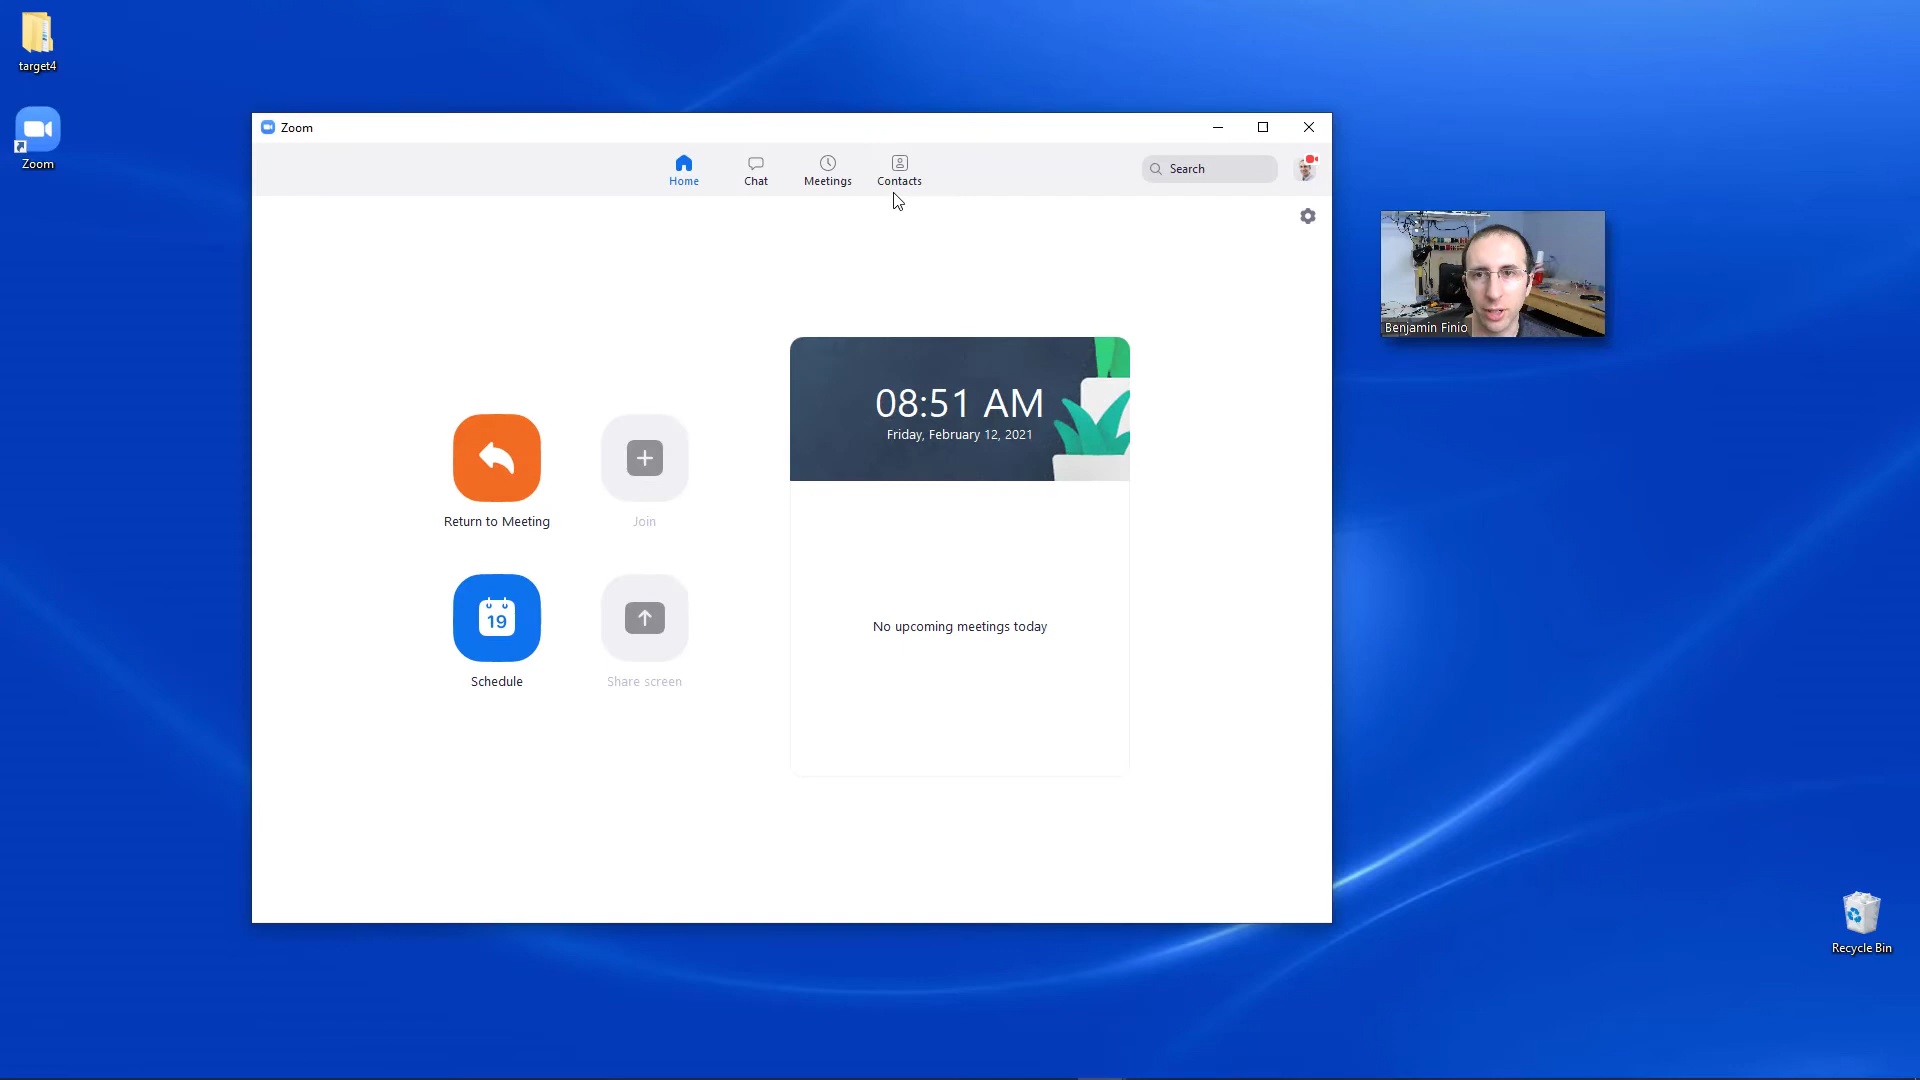 target4
Zoom
Zoom
Home
Chat
Meetings
Contacts
Search
08:51 AM
Friday, February 12, 2021
Return to Meeting
Join
19
Schedule
Share screen
No upcoming meetings today
Benjamin Finio
Recycle Bin